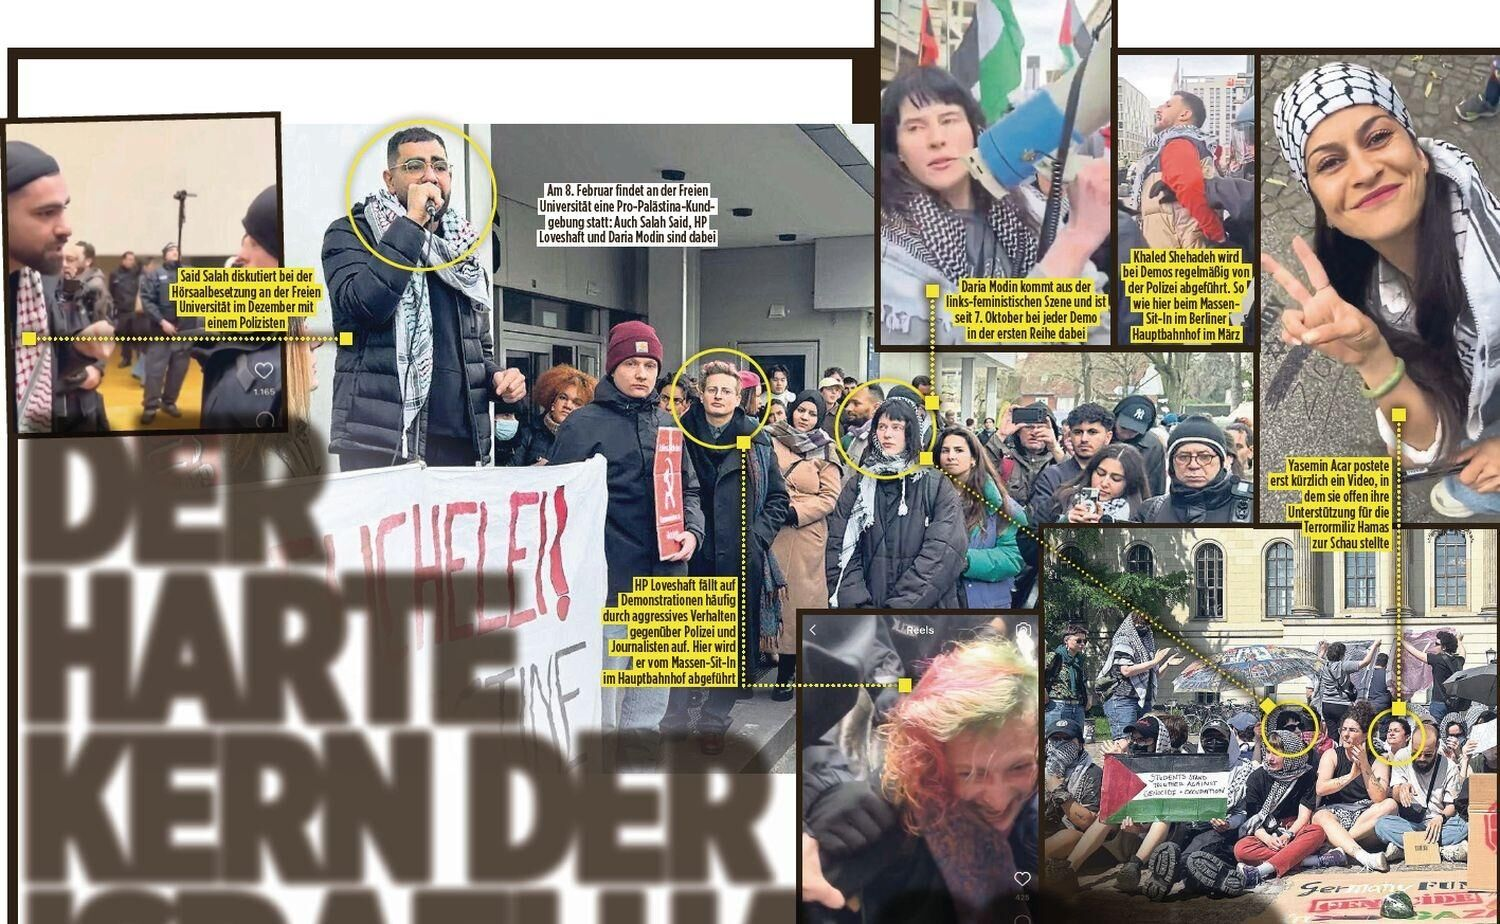 Am 8. Februar findet an der Freien
Universität eine Pro-Palästina-Kund-
gebung statt: Auch Salah Said, HP
Loveshaft und Daria Modin sind dabei
Said Salah diskutiert bei der
Hörsaalbesetzung an der Freien
Universität im Dezember mit
einem Polizisten
1.165
Daria Modin kommt aus der
links-feministischen Szene und ist
seit 7. Oktober bei jeder Demo
in der ersten Reihe dabei
Khaled Shehadeh wird
bei Demos regelmäßig von
der Polizei abgeführt. So
wie hier beim Massen-
Sit-In im Berliner
Hauptbahnhof im März
Yasemin Acar postete
erst kürzlich ein Video, in
dem sie offen ihre
Unterstützung für die
Terrormiliz Hamas
zur Schau stellte
HP Loveshaft fällt auf
Demonstrationen häufig
durch aggressives Verhalten
gegenüber Polizei und
Journalisten auf. Hier wird
er vom Massen-Sit-In
im Hauptbahnhof abgeführt
UCHELEI!
TINE
Reels
425
STUDENTS STAND
TOGETHER AGAINST
GENOCIDE + OCCUPATION
Germany FUN
GENOCIDE
DER
HARTE
KERN DER